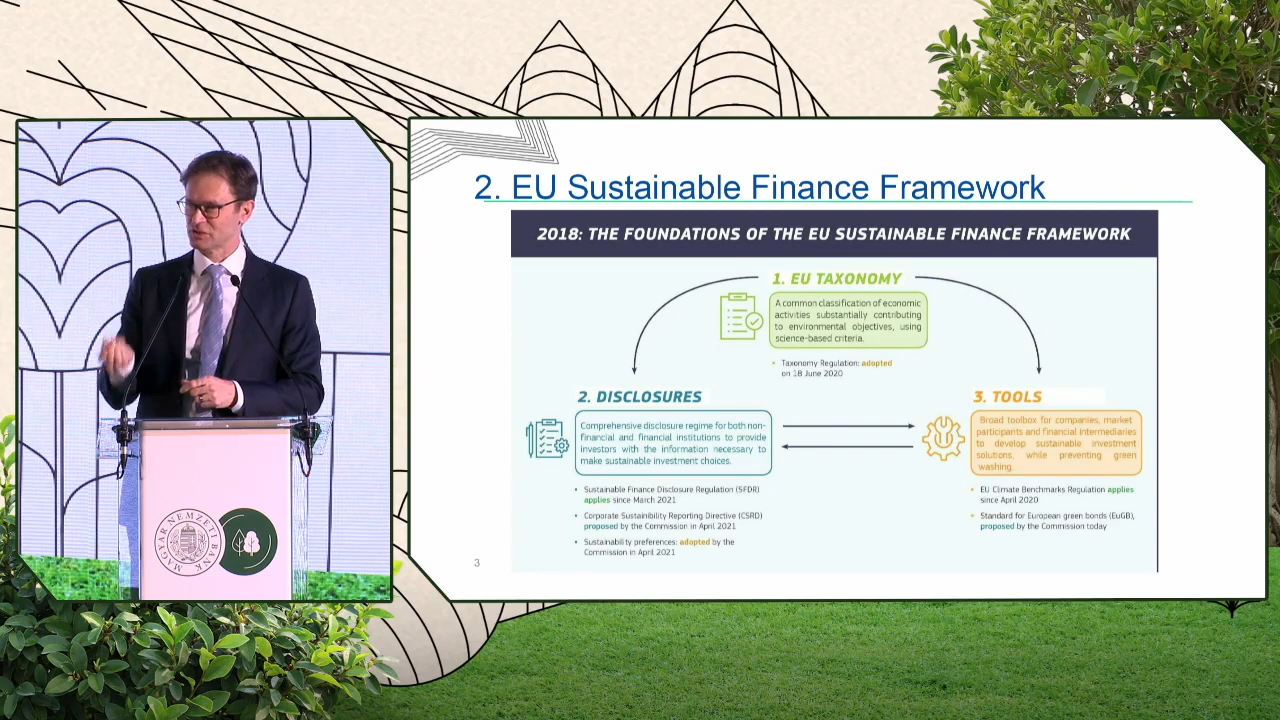 2. EU Sustainable Finance Framework
2018: THE FOUNDATIONS OF THE EU SUSTAINABLE FINANCE FRAMEWORK
1. EU TAXONOMY
A common classification of economic
activities substantially contributing
to environmental objectives, using
science-based criteria.
• Taxonomy Regulation: adopted
on 18 June 2020
2. DISCLOSURES
Comprehensive disclosure regime for both non-
financial and financial institutions to provide
investors with the information necessary to
make sustainable investment choices.
• Sustainable Finance Disclosure Regulation (SFDR)
applies since March 2021
• Corporate Sustainibility Reporting Directive (CSRD)
proposed by the Commission in April 2021
• Sustainability preferences: adopted by the
Commission in April 2021
3. TOOLS
Broad toolbox for companies, market
participants and financial intermediaries
to develop sustainable investment
solutions, while preventing green
washing.
• EU Climate Benchmarks Regulation applies
since April 2020
• Standard for European green bonds (EuGB),
proposed by the Commission today
3
MAGYAR NEMZETI BANK